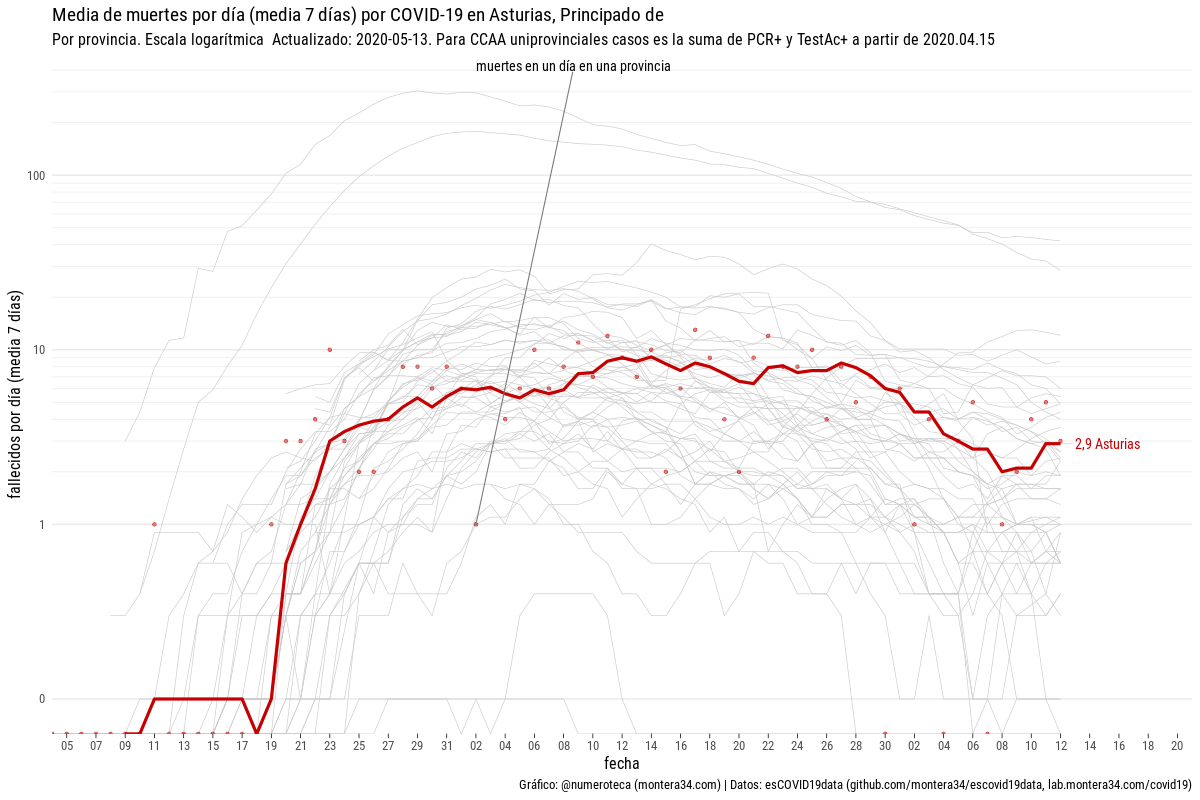 Media de muertes por día (media 7 días) por COVID-19 en Asturias, Principado de
Por provincia. Escala logarítmica  Actualizado: 2020-05-13. Para CCAA uniprovinciales casos es la suma de PCR+ y TestAc+ a partir de 2020.04.15
muertes en un día en una provincia
fallecidos por día (media 7 días)
100
10
1
0
2,9 Asturias
05 07 09 11 13 15 17 19 21 23 25 27 29 31 02 04 06 08 10 12 14 16 18 20 22 24 26 28 30 02 04 06 08 10 12 14 16 18 20
fecha
Gráfico: @numeroteca (montera34.com) | Datos: esCOVID19data (github.com/montera34/escovid19data, lab.montera34.com/covid19)